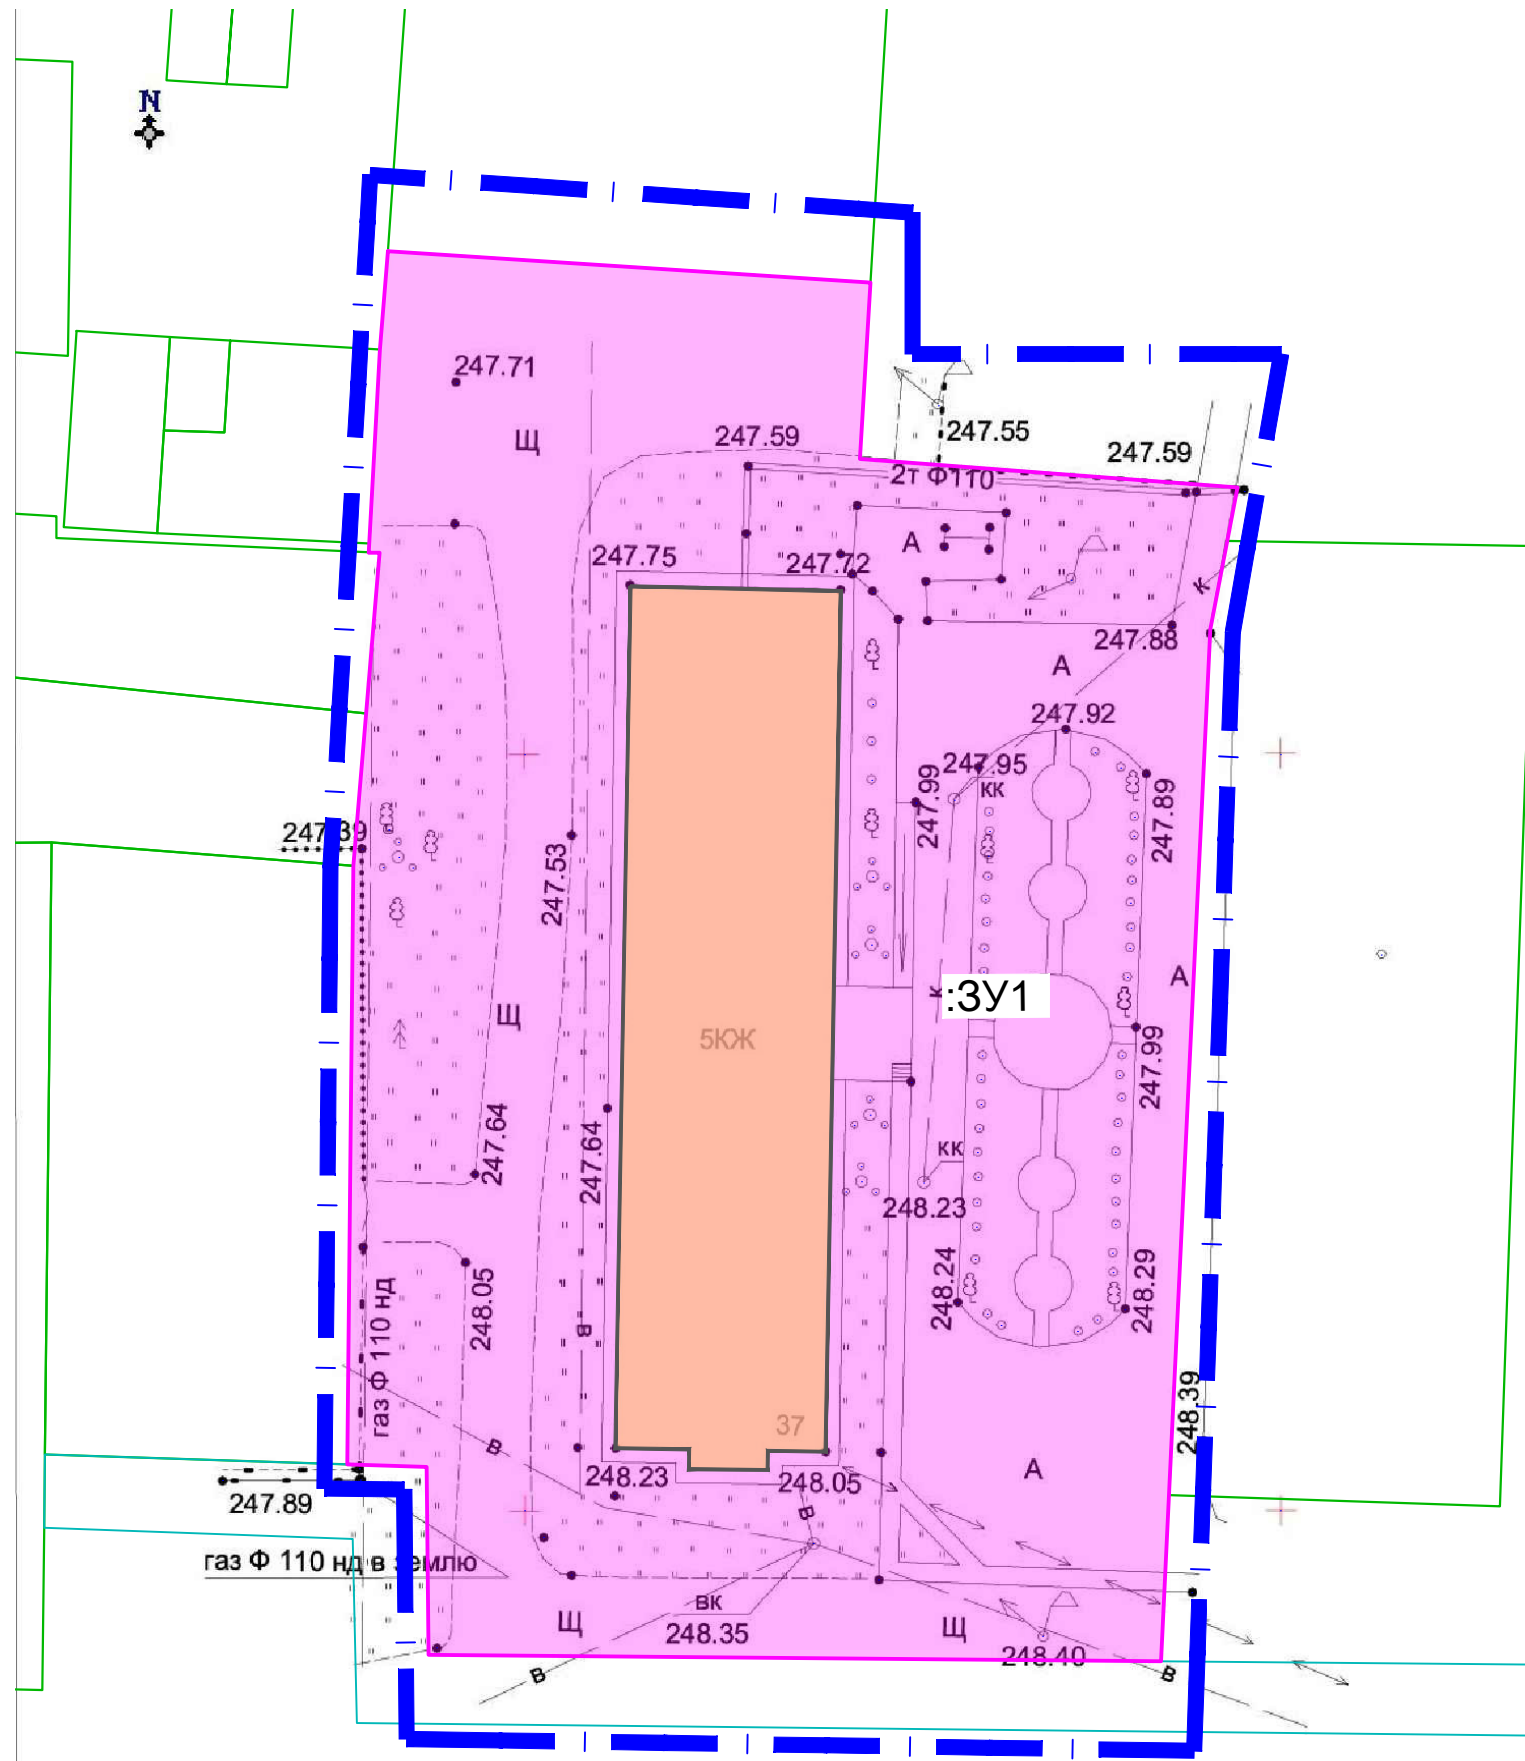 N
247.71
Щ
247.59
247.55
247.59
2т Ф110
А
247.75
247.72
К
247.88
А
247.92
247.95
КК
247.99
247.89
247.39
247.53
А
К
:ЗУ1
Щ
5КЖ
247.99
247.64
247.64
КК
248.23
248.24
248.29
248.05
газ Ф 110 нд
В
248.39
37
В
248.23
248.05
А
247.89
В
газ Ф 110 нд в землю
ВК
248.35
Щ
Щ
248.40
В
В